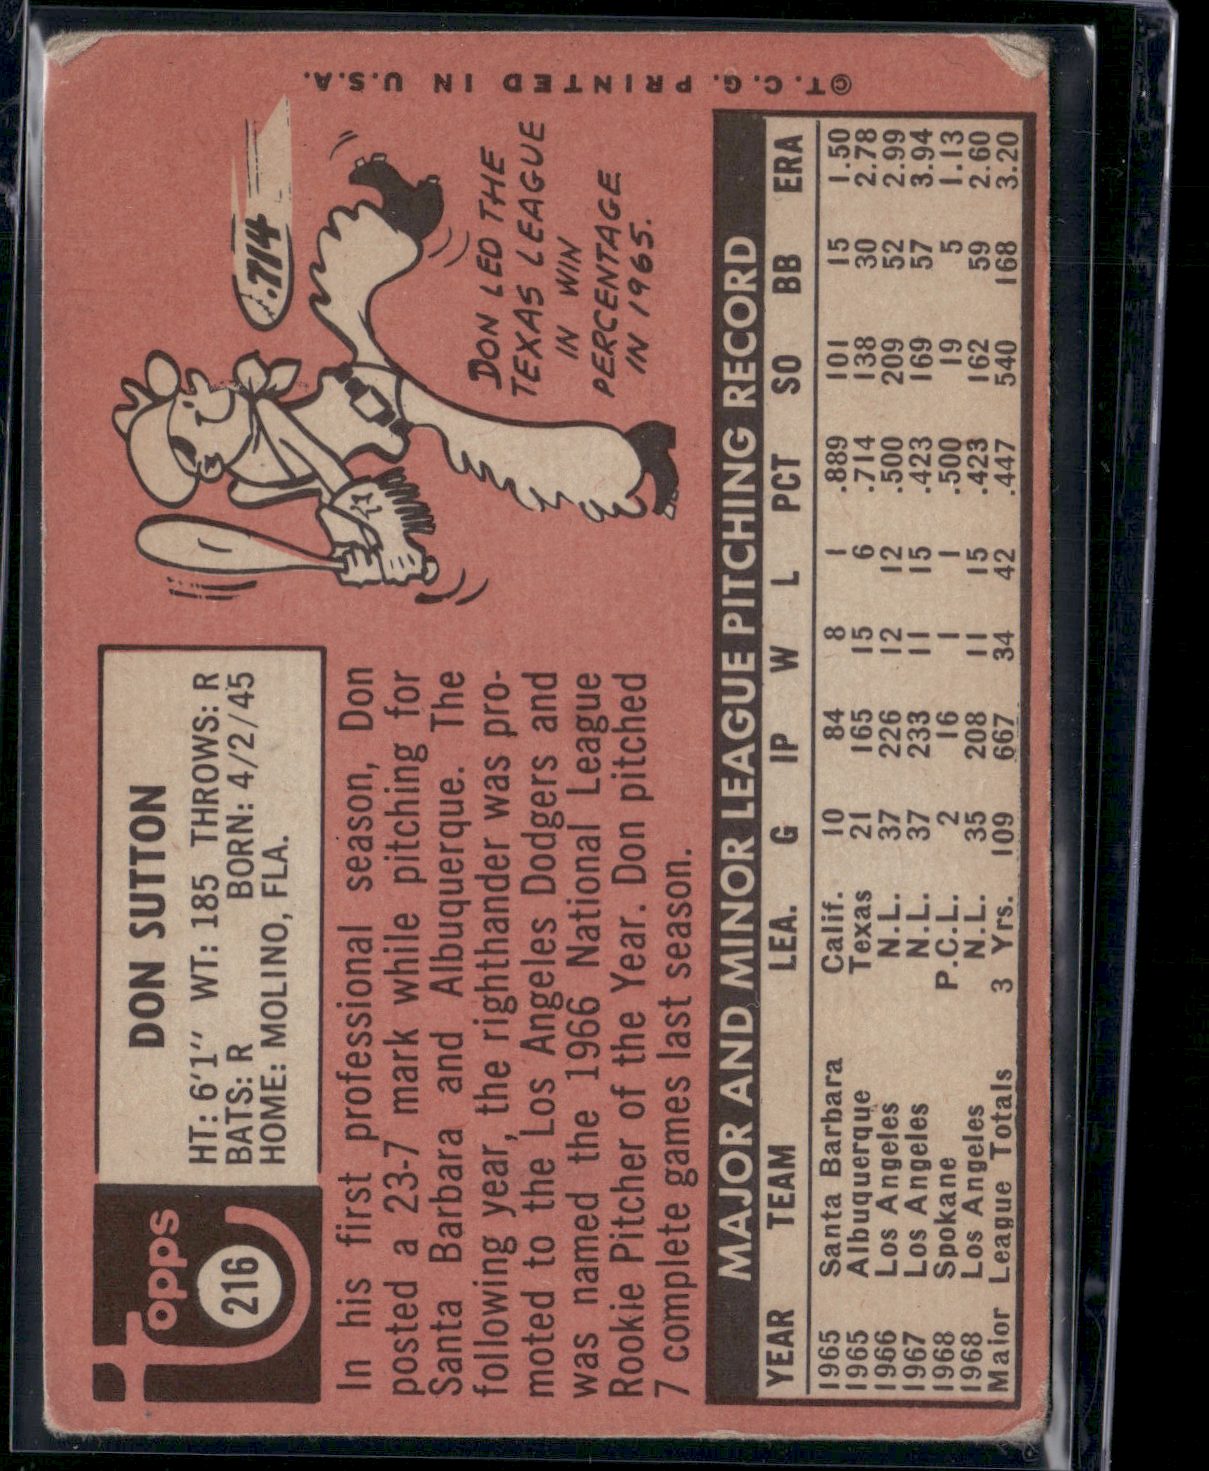 Topps
216
DON SUTTON
HT: 6'1" WT: 185 THROWS: R
BATS: R BORN: 4/2/45
HOME: MOLINO, FLA.
In his first professional season, Don
posted a 23-7 mark while pitching for
Santa Barbara and Albuquerque. The
following year, the righthander was pro-
moted to the Los Angeles Dodgers and
was named the 1966 National League
Rookie Pitcher of the Year. Don pitched
7 complete games last season.
.714
DON LED THE
TEXAS LEAGUE
IN WIN
PERCENTAGE
IN 1965.
MAJOR AND MINOR LEAGUE PITCHING RECORD
YEAR TEAM LEA. G IP W L PCT SO BB ERA
1965 Santa Barbara Calif. 10 84 8 1 .889 101 15 1.50
1965 Albuquerque Texas 21 165 15 6 .714 138 30 2.78
1966 Los Angeles N.L. 37 226 12 12 .500 209 52 2.99
1967 Los Angeles N.L. 37 233 11 15 .423 169 57 3.94
1968 Spokane P.C.L. 2 16 1 1 .500 19 5 1.13
1968 Los Angeles N.L. 35 208 11 15 .423 162 59 2.60
Major League Totals 3 Yrs. 109 667 34 42 .447 540 168 3.20
©T.C.G. PRINTED IN U.S.A.